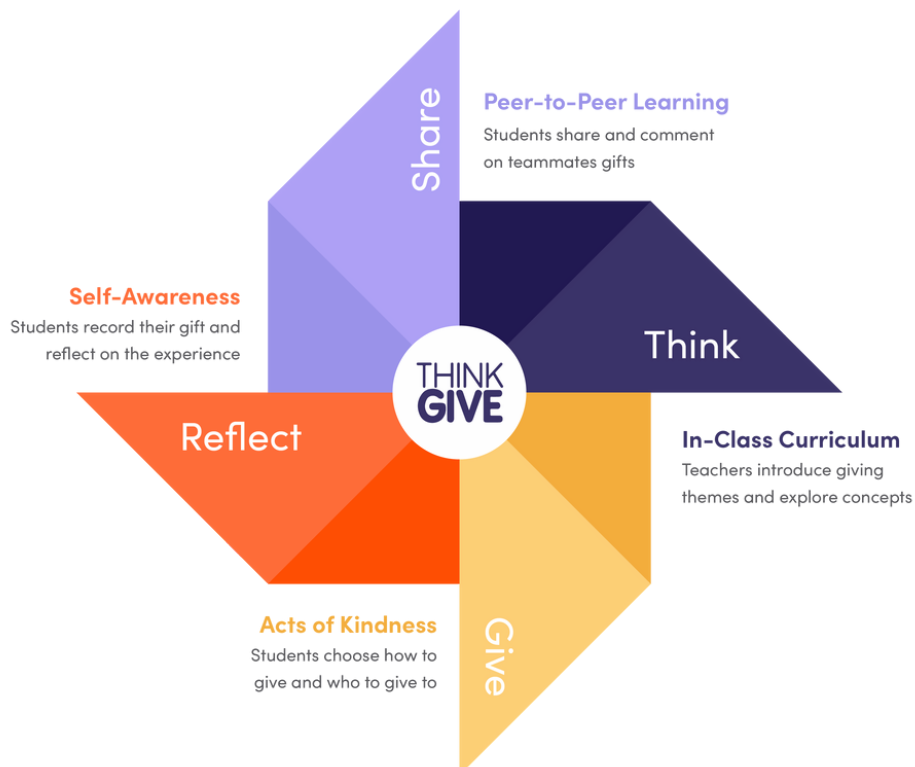 Share
Peer-to-Peer Learning
Students share and comment
on teammates gifts
Self-Awareness
Students record their gift and
reflect on the experience
Think
THINK
GIVE
Reflect
In-Class Curriculum
Teachers introduce giving
themes and explore concepts
Acts of Kindness
Students choose how to
give and who to give to
Give